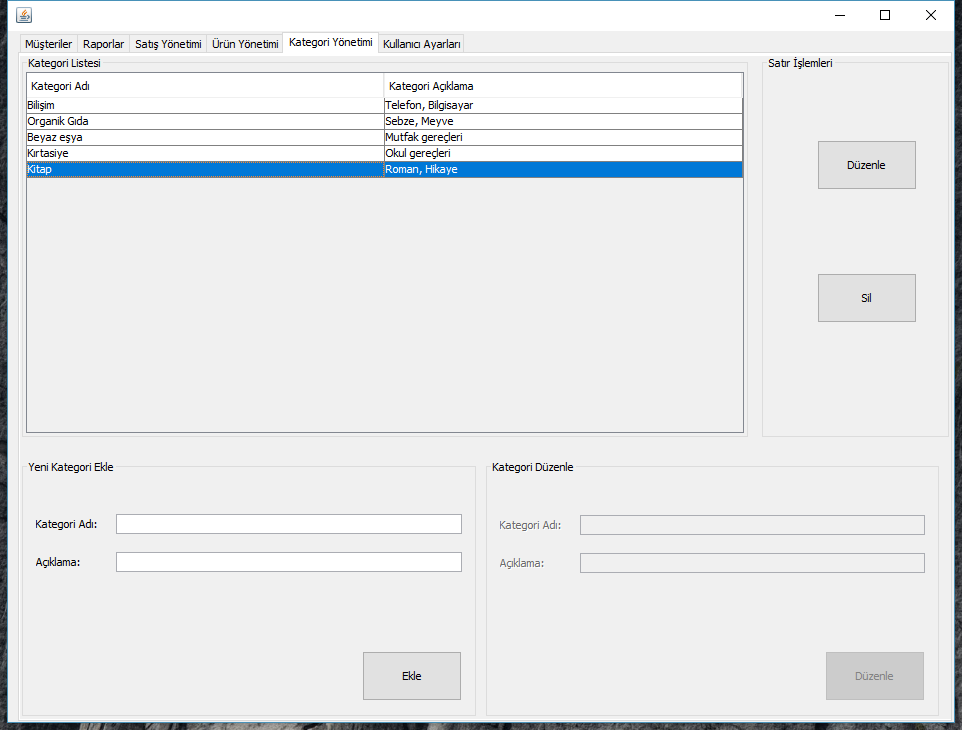 Müşteriler Raporlar Satış Yönetimi Ürün Yönetimi Kategori Yönetimi Kullanıcı Ayarları
Kategori Listesi
Kategori Adı Kategori Açıklama
Bilişim Telefon, Bilgisayar
Organik Gıda Sebze, Meyve
Beyaz eşya Mutfak gereçleri
Kırtasiye Okul gereçleri
Kitap Roman, Hikaye
Satır İşlemleri
Düzenle
Sil
Yeni Kategori Ekle
Kategori Adı:
Açıklama:
Ekle
Kategori Düzenle
Kategori Adı:
Açıklama:
Düzenle